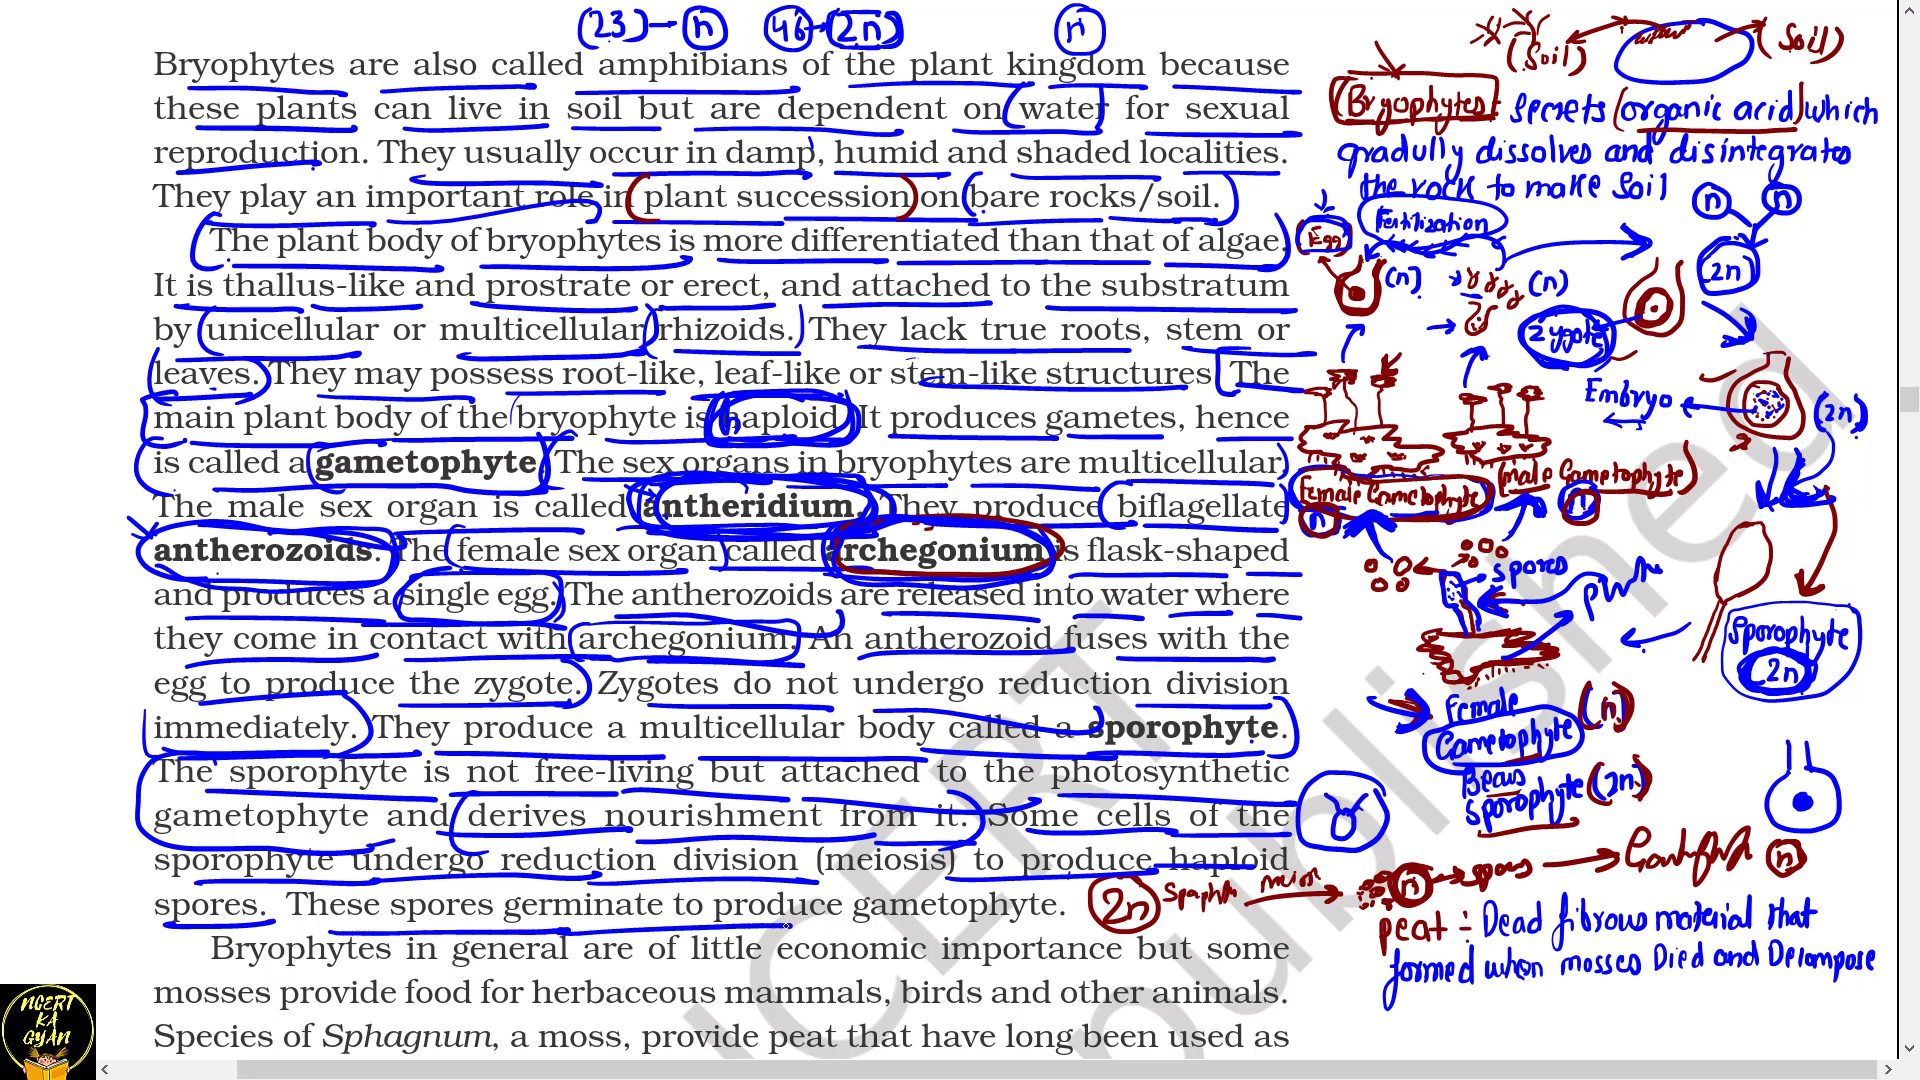 (23) → n 46 → (2n) n
Bryophytes are also called amphibians of the plant kingdom because
these plants can live in soil but are dependent on water for sexual
reproduction. They usually occur in damp, humid and shaded localities.
They play an important role in plant succession on bare rocks/soil.
The plant body of bryophytes is more differentiated than that of algae.
It is thallus-like and prostrate or erect, and attached to the substratum
by unicellular or multicellular rhizoids. They lack true roots, stem or
leaves. They may possess root-like, leaf-like or stem-like structures. The
main plant body of the bryophyte is haploid. It produces gametes, hence
is called a gametophyte. The sex organs in bryophytes are multicellular.
The male sex organ is called antheridium. They produce biflagellate
antherozoids. The female sex organ called archegonium is flask-shaped
and produces a single egg. The antherozoids are released into water where
they come in contact with archegonium. An antherozoid fuses with the
egg to produce the zygote. Zygotes do not undergo reduction division
immediately. They produce a multicellular body called a sporophyte.
The sporophyte is not free-living but attached to the photosynthetic
gametophyte and derives nourishment from it. Some cells of the
sporophyte undergo reduction division (meiosis) to produce haploid
spores. These spores germinate to produce gametophyte.
Bryophytes in general are of little economic importance but some
mosses provide food for herbaceous mammals, birds and other animals.
Species of Sphagnum, a moss, provide peat that have long been used as
(Soil) water (Soil)
(Bryophytes: secrets (organic acid) which
gradully dissolves and disintegrates
the rock to make soil
n n
Egg Fertilization
2n
(n) (n)
Zygote
Embryo (2n)
Female Gametophyte (male Gametophyte)
n n
spores
Sporophyte
2n
Female (n)
Gametophyte
Bears
sporophyte (2n)
2n meiosis n → spores → n
peat :- Dead fibrous material that
formed when mosses Died and Decompose
NCERT
KA
GYAN
NCERT
published